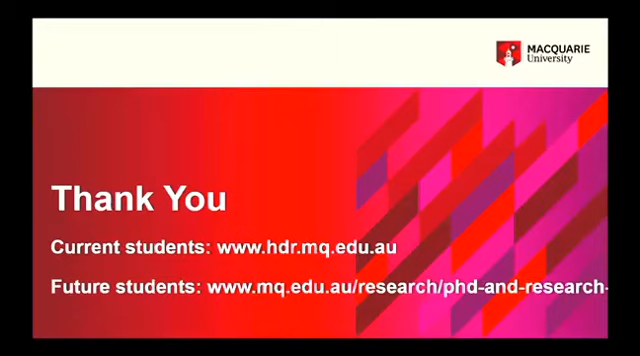 MACQUARIE
University
Thank You
Current students: www.hdr.mq.edu.au
Future students: www.mq.edu.au/research/phd-and-research-